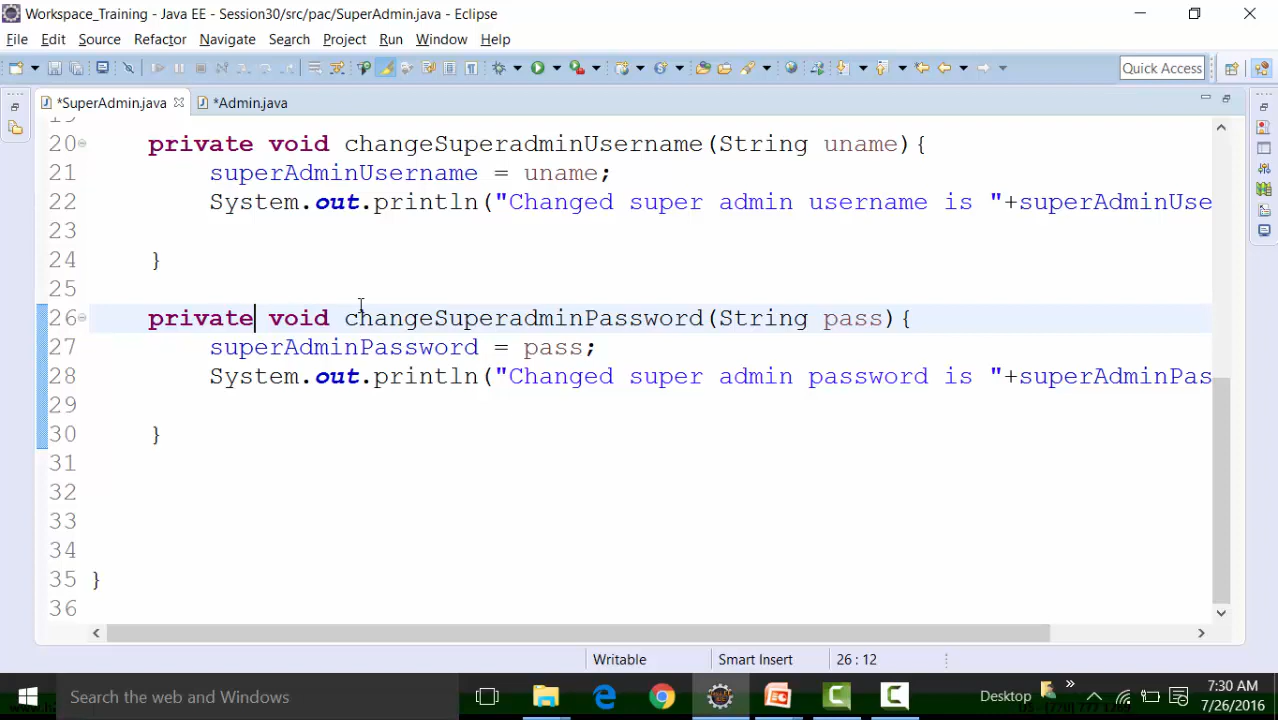 Workspace_Training - Java EE - Session30/src/pac/SuperAdmin.java - Eclipse
File Edit Source Refactor Navigate Search Project Run Window Help
Quick Access
*SuperAdmin.java *Admin.java
19
20 private void changeSuperadminUsername(String uname){
21 superAdminUsername = uname;
22 System.out.println("Changed super admin username is "+superAdminUse
23
24 }
25
26 private void changeSuperadminPassword(String pass){
27 superAdminPassword = pass;
28 System.out.println("Changed super admin password is "+superAdminPas
29
30 }
31
32
33
34
35 }
36
Writable Smart Insert 26 : 12
Search the web and Windows
Desktop
7:30 AM
7/26/2016